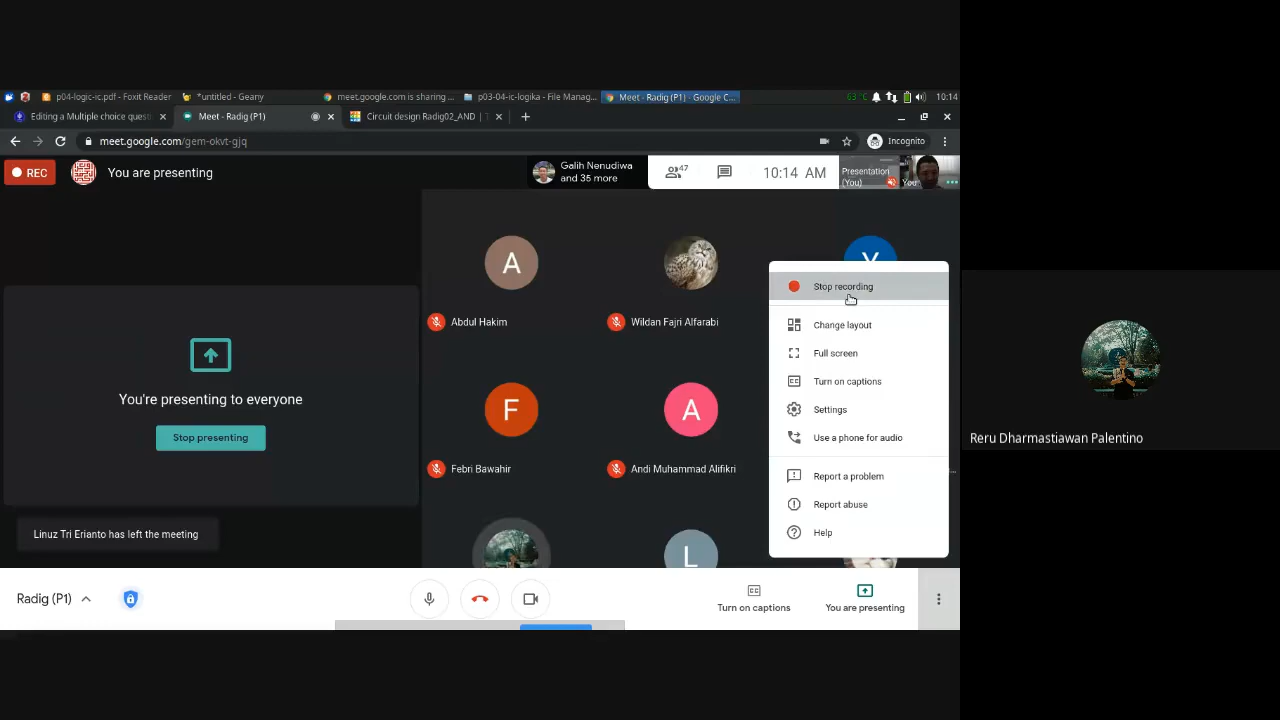 p04-logic-ic.pdf - Foxit Reader
*untitled - Geany
meet.google.com is sharing ...
p03-04-ic-logika - File Manag...
Meet - Radig (P1) - Google C...
63°C
10:14
Editing a Multiple choice quest
Meet - Radig (P1)
Circuit design Radig02_AND | T
meet.google.com/gem-okvt-gjq
Incognito
REC
You are presenting
Galih Nenudiwa
and 35 more
47
10:14 AM
Presentation
(You)
You
A
Y
Abdul Hakim
Wildan Fajri Alfarabi
You're presenting to everyone
Stop presenting
F
A
Febri Bawahir
Andi Muhammad Alifikri
Linuz Tri Erianto has left the meeting
L
Stop recording
Change layout
Full screen
Turn on captions
Settings
Use a phone for audio
Report a problem
Report abuse
Help
Radig (P1)
Turn on captions
You are presenting
Reru Dharmastiawan Palentino